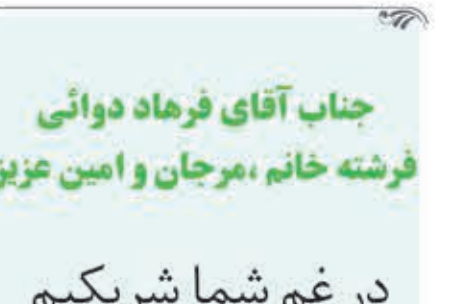 جناب آقای فرهاد دوائی
فرشته خانم ،مرجان و امین عزیز
در غم شما شریکیم